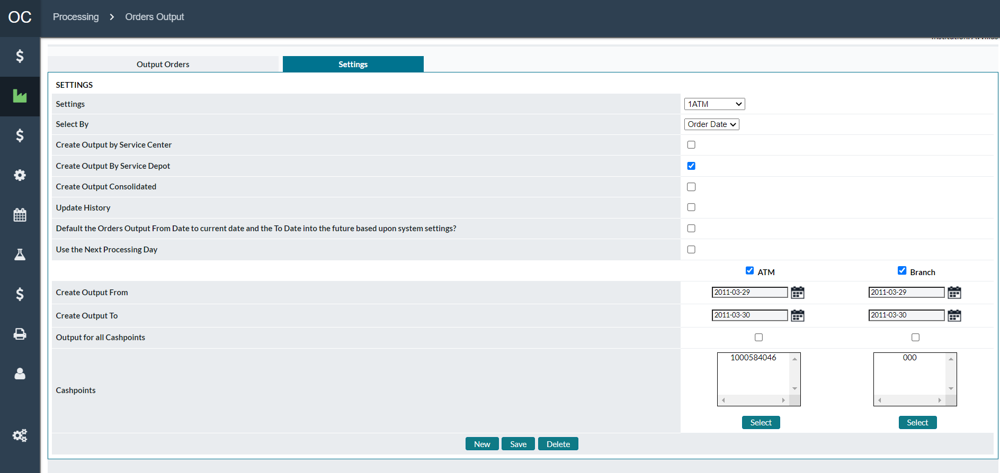 OC Processing Orders Output
Output Orders Settings
SETTINGS
Settings 1ATM
Select By Order Date
Create Output by Service Center
Create Output By Service Depot
Create Output Consolidated
Update History
Default the Orders Output From Date to current date and the To Date into the future based upon system settings?
Use the Next Processing Day
ATM Branch
Create Output From 2011-03-29 2011-03-29
Create Output To 2011-03-30 2011-03-30
Output for all Cashpoints
1000584046 000
Cashpoints
Select Select
New Save Delete